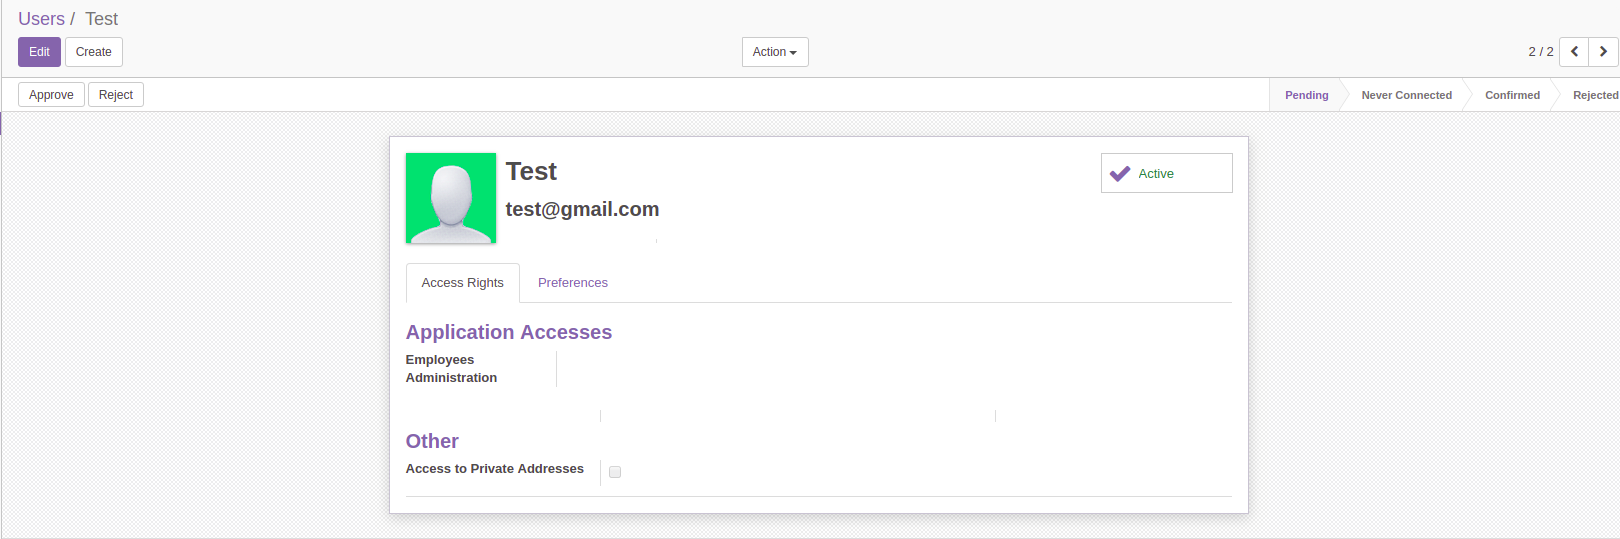 Users / Test
Edit Create Action 2 / 2
Approve Reject Pending Never Connected Confirmed Rejected
Test
Active
test@gmail.com
Access Rights Preferences
Application Accesses
Employees
Administration
Other
Access to Private Addresses